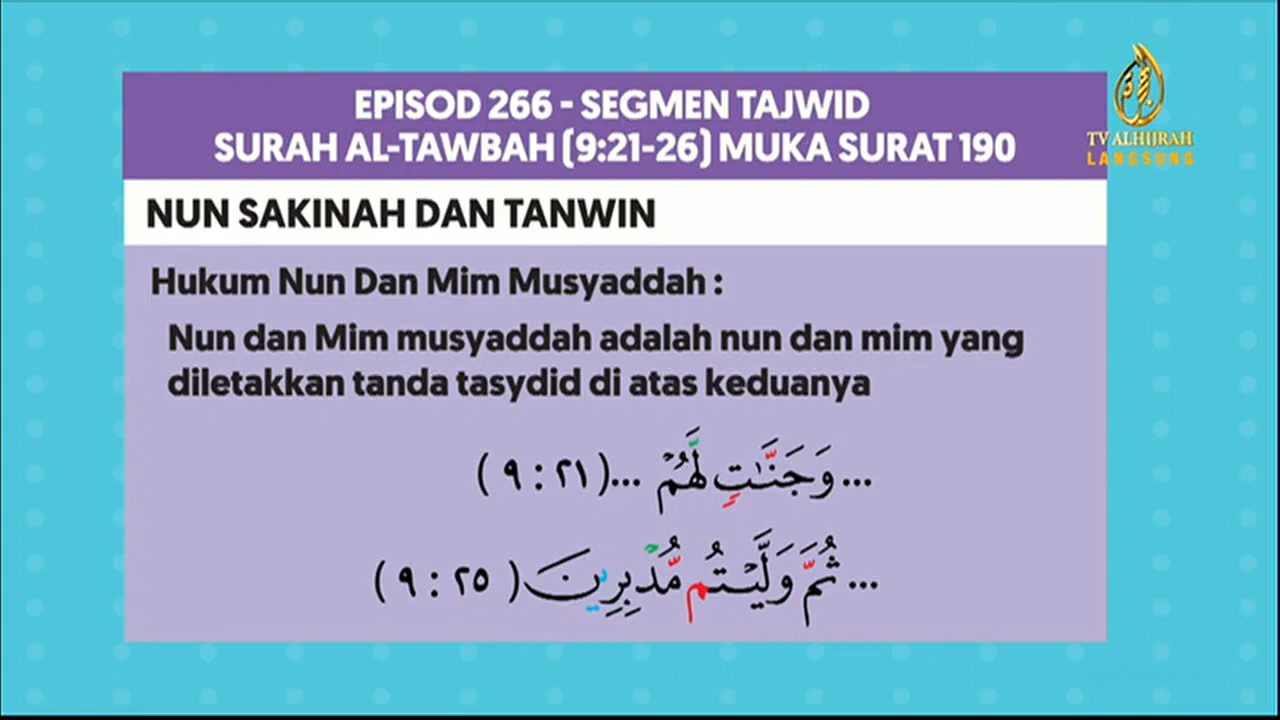 EPISOD 266 - SEGMEN TAJWID
SURAH AL-TAWBAH (9:21-26) MUKA SURAT 190
TV ALHIJRAH
LANGSUNG
NUN SAKINAH DAN TANWIN
Hukum Nun Dan Mim Musyaddah :
Nun dan Mim musyaddah adalah nun dan mim yang
diletakkan tanda tasydid di atas keduanya
...وَجَنَّـٰتٍ لَّهُمْ ...(٩ : ٢١)
...ثُمَّ وَلَّيْتُم مُّدْبِرِينَ (٩ : ٢٥)